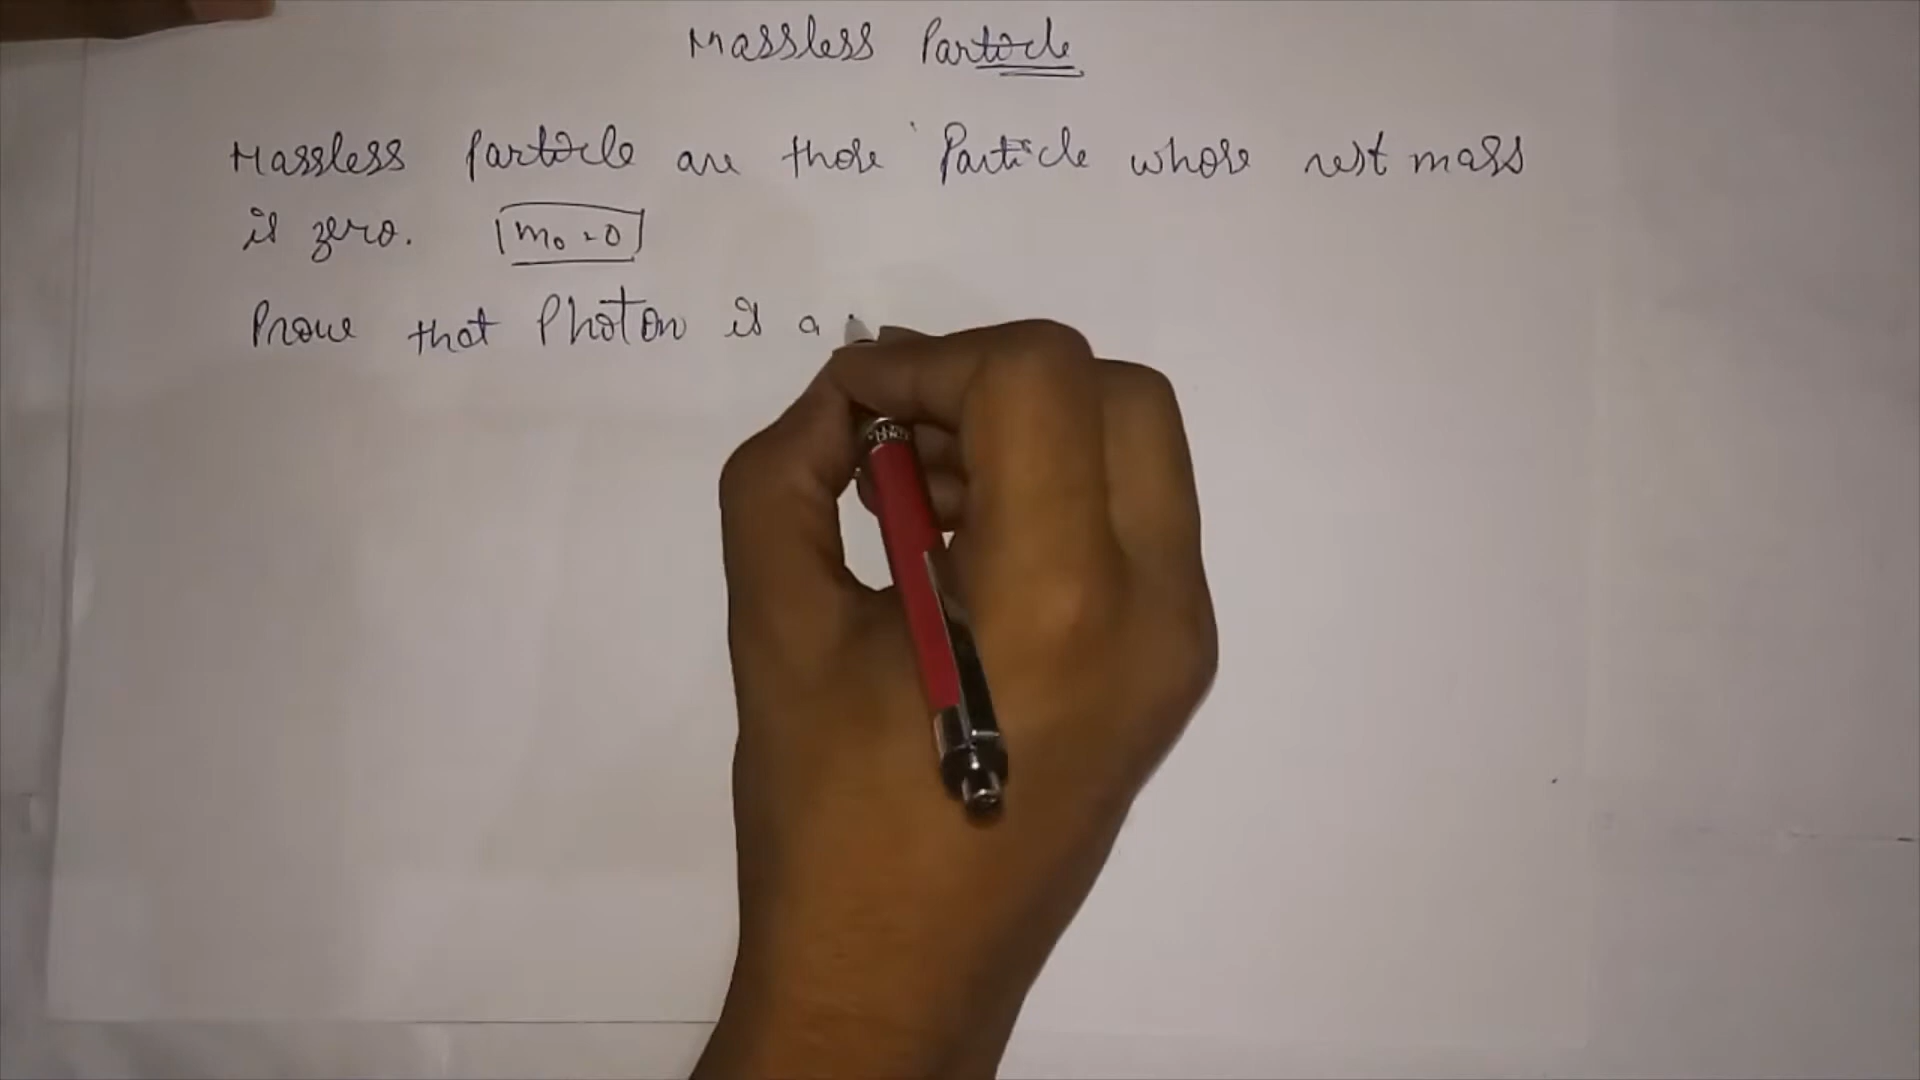 Massless Particle
Massless Particle are those Particle whose rest mass
is zero. m₀ = 0
Prove that Photon is a